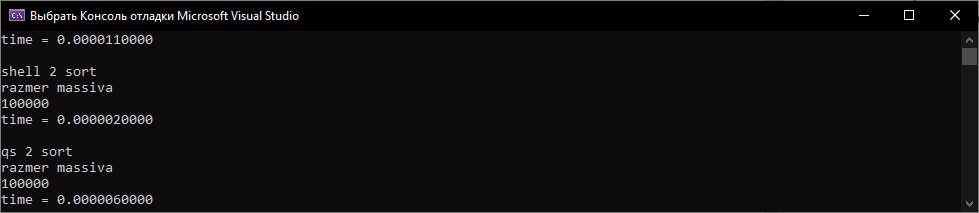 Выбрать Консоль отладки Microsoft Visual Studio
time = 0.0000110000
shell 2 sort
razmer massiva
100000
time = 0.0000020000
qs 2 sort
razmer massiva
100000
time = 0.0000060000